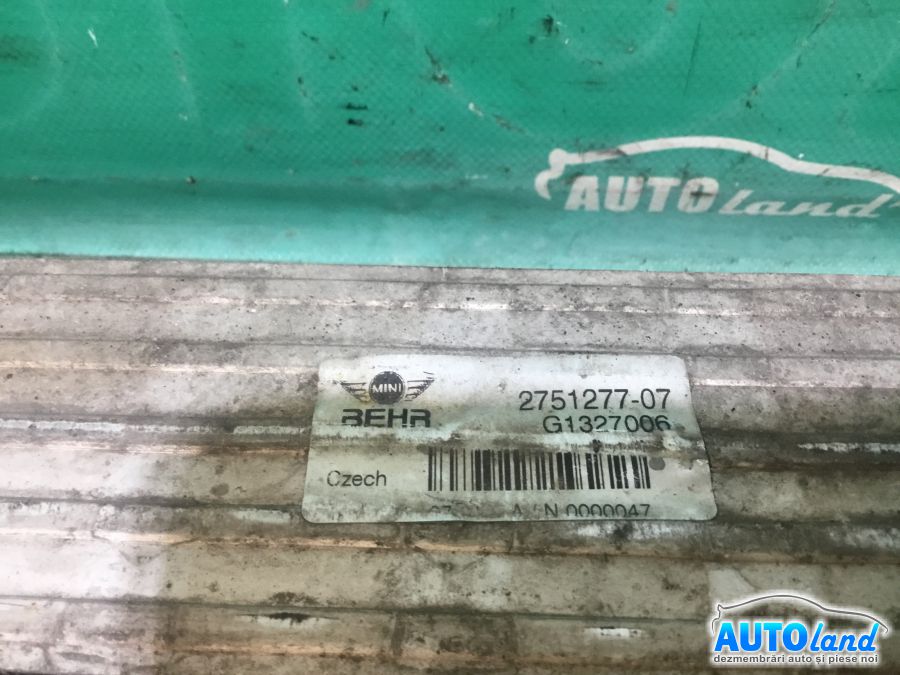 AUTOland
MINI
BEHR
2751277-07
G1327006
Czech
N 0000047
AUTOland
dezmembrări auto și piese noi